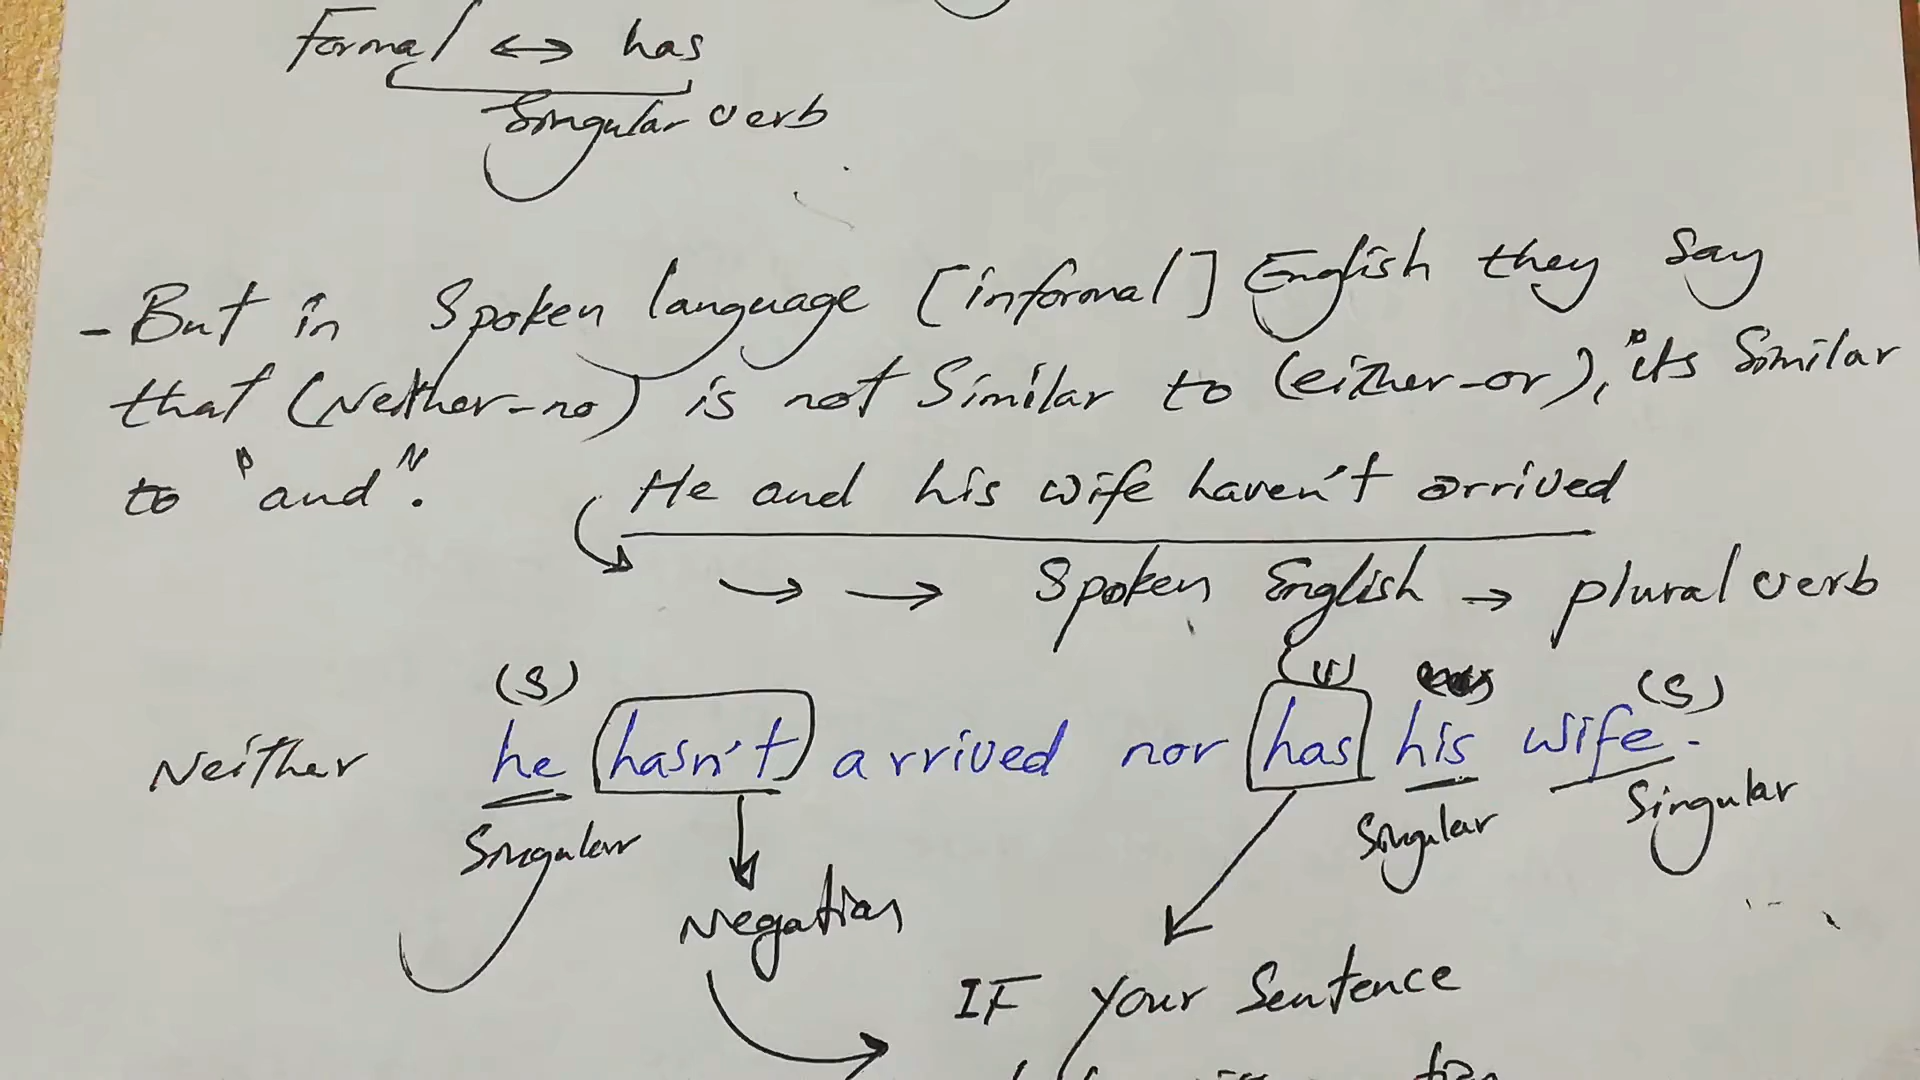 Formal ↔ has
Singular verb
- But in Spoken language [informal] English they say
that (Neither-no) is not Similar to (either-or), "its Similar
to "and".
He and his wife haven't arrived
→ → Spoken English → plural verb
(S) (v) (S)
Neither he hasn't arrived nor has his wife.
Singular Singular Singular
Negation
IF your Sentence